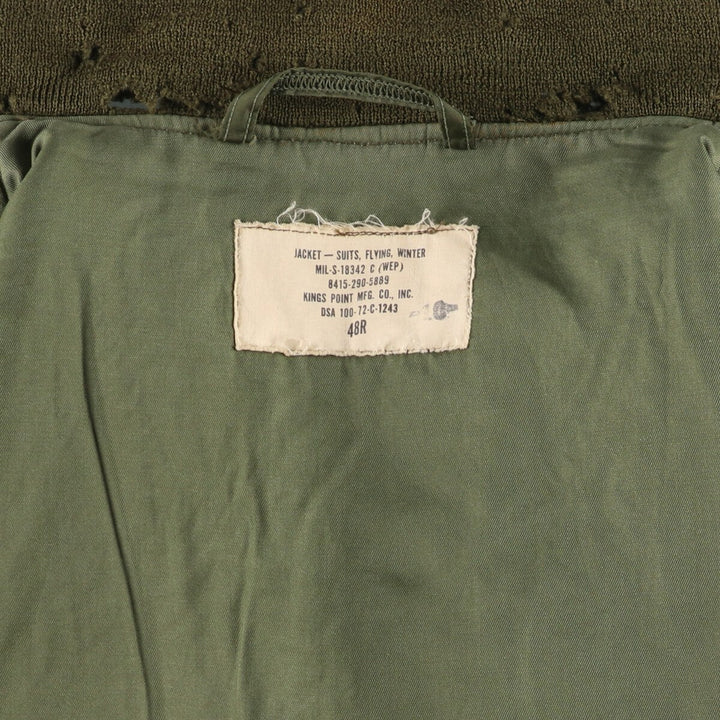 JACKET — SUITS, FLYING, WINTER
MIL-S-18342 C (WEP)
8415-290-5889
KINGS POINT MFG. CO., INC.
DSA 100-72-C-1243
48R